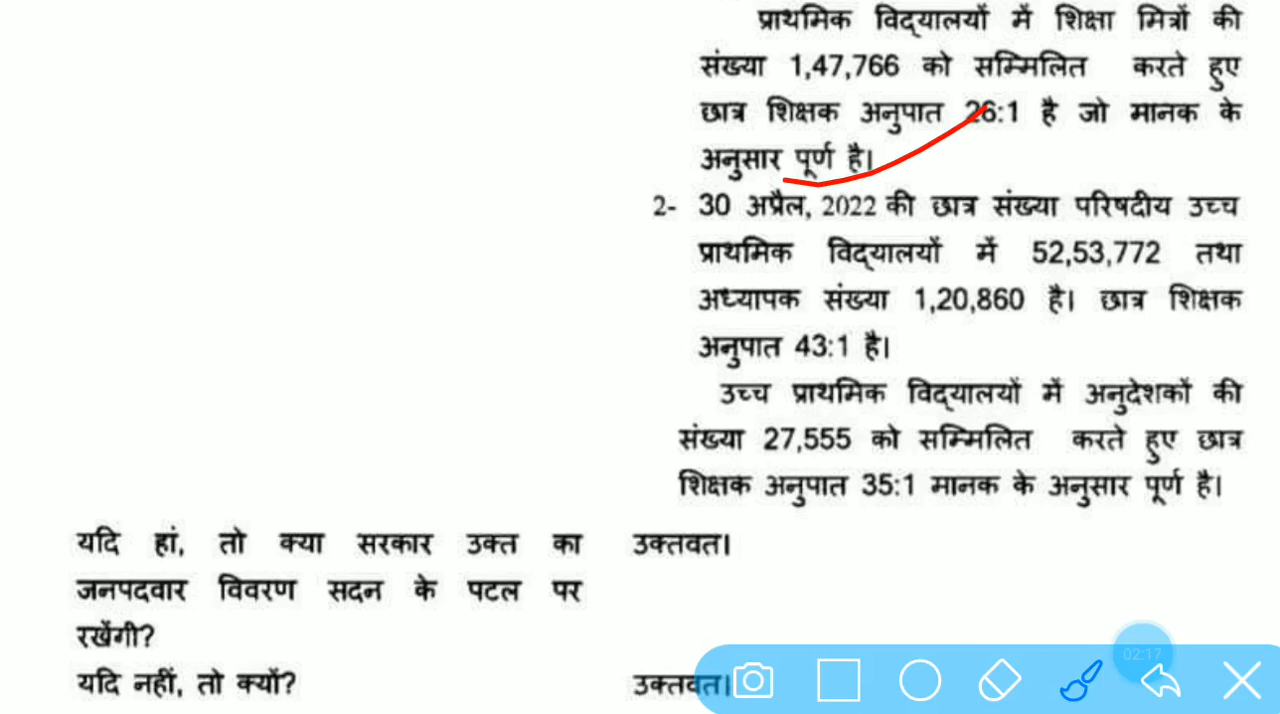 प्राथमिक विद्यालयों में शिक्षा मित्रों की
संख्या 1,47,766 को सम्मिलित करते हुए
छात्र शिक्षक अनुपात 26:1 है जो मानक के
अनुसार पूर्ण है।
2- 30 अप्रैल, 2022 की छात्र संख्या परिषदीय उच्च
प्राथमिक विद्यालयों में 52,53,772 तथा
अध्यापक संख्या 1,20,860 है। छात्र शिक्षक
अनुपात 43:1 है।
उच्च प्राथमिक विद्यालयों में अनुदेशकों की
संख्या 27,555 को सम्मिलित करते हुए छात्र
शिक्षक अनुपात 35:1 मानक के अनुसार पूर्ण है।
यदि हां, तो क्या सरकार उक्त का उक्तवत।
जनपदवार विवरण सदन के पटल पर
रखेंगी?
यदि नहीं, तो क्यों? उक्तवत।
02:17